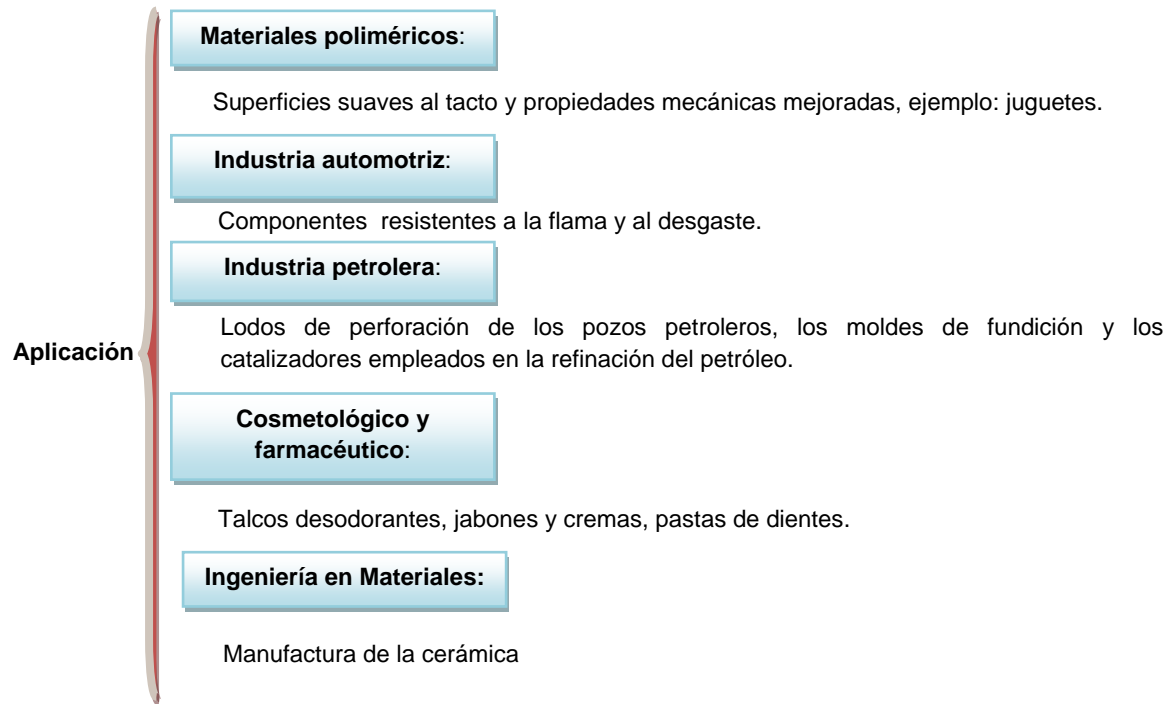 Materiales poliméricos:
Superficies suaves al tacto y propiedades mecánicas mejoradas, ejemplo: juguetes.
Industria automotriz:
Componentes resistentes a la flama y al desgaste.
Industria petrolera:
Lodos de perforación de los pozos petroleros, los moldes de fundición y los
catalizadores empleados en la refinación del petróleo.
Aplicación
Cosmetológico y
farmacéutico:
Talcos desodorantes, jabones y cremas, pastas de dientes.
Ingeniería en Materiales:
Manufactura de la cerámica